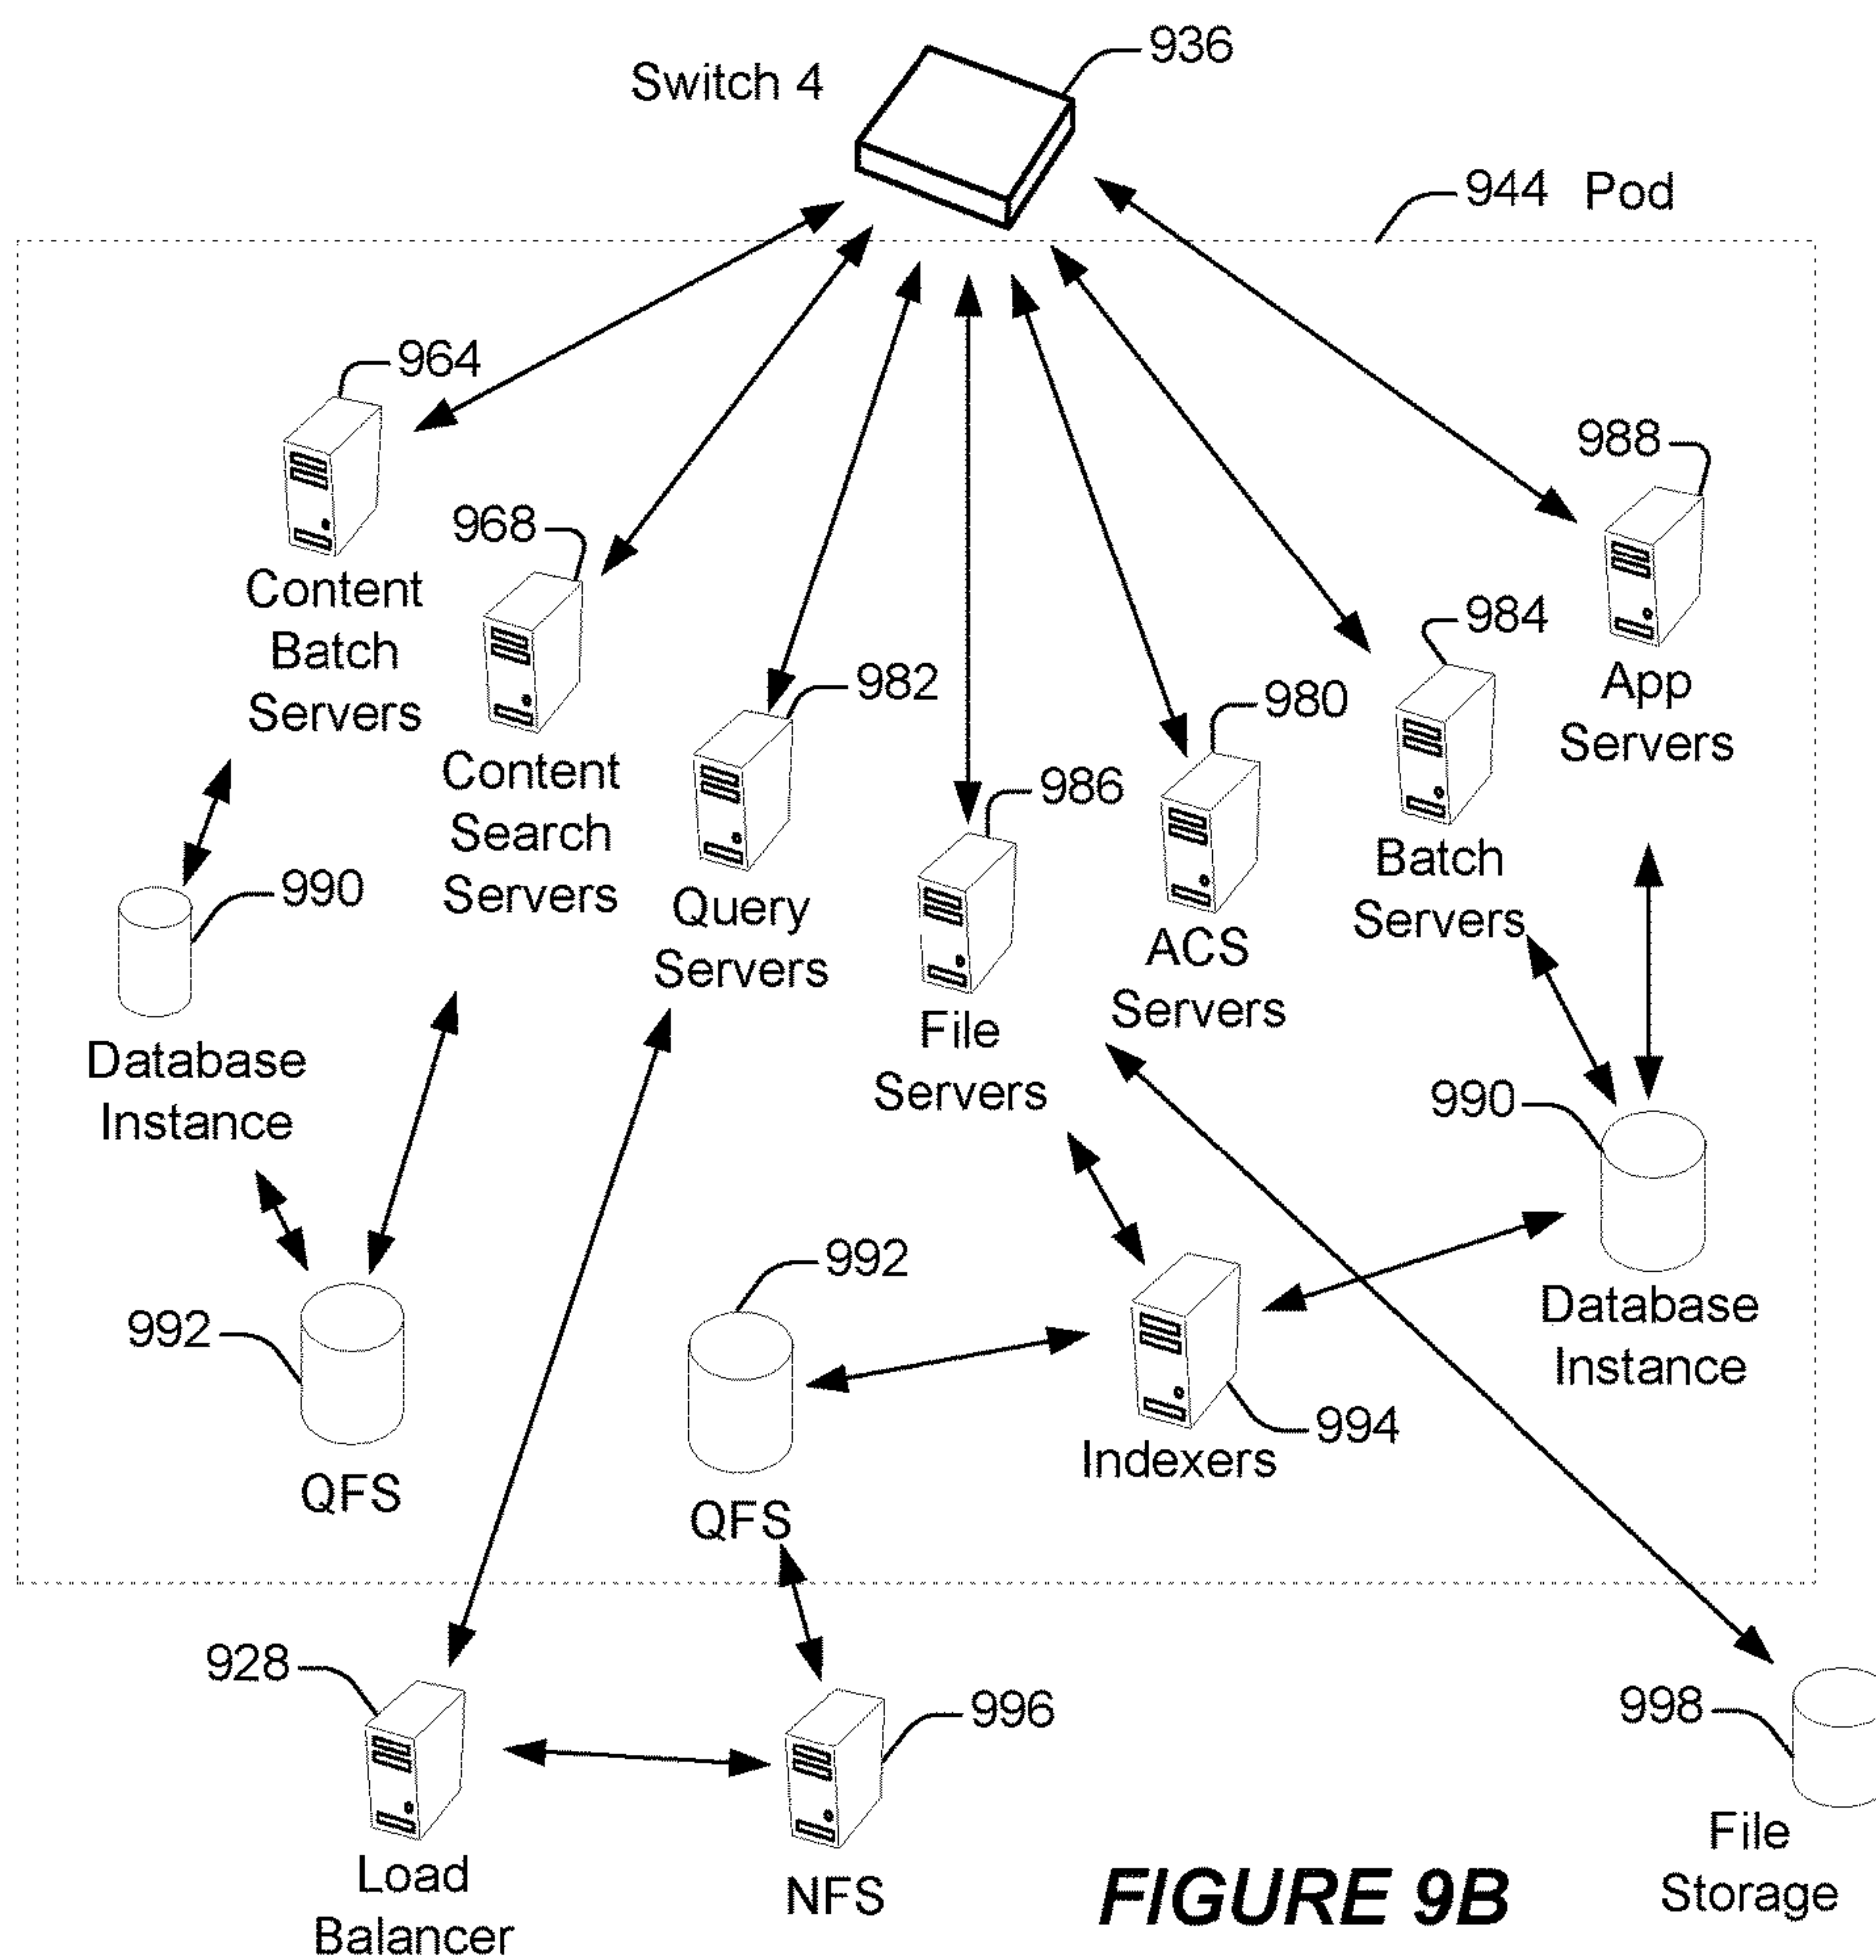 936
Switch 4
944 Pod
964
988
968
Content
Batch
Servers
984
982
980
App
Servers
Content
Search
Servers
986
Batch
Servers
990
Query
Servers
ACS
Servers
File
Servers
Database
Instance
990
992
992
Database
Instance
994
Indexers
QFS
QFS
928
996
998
File
Storage
Load
Balancer
NFS
FIGURE 9B